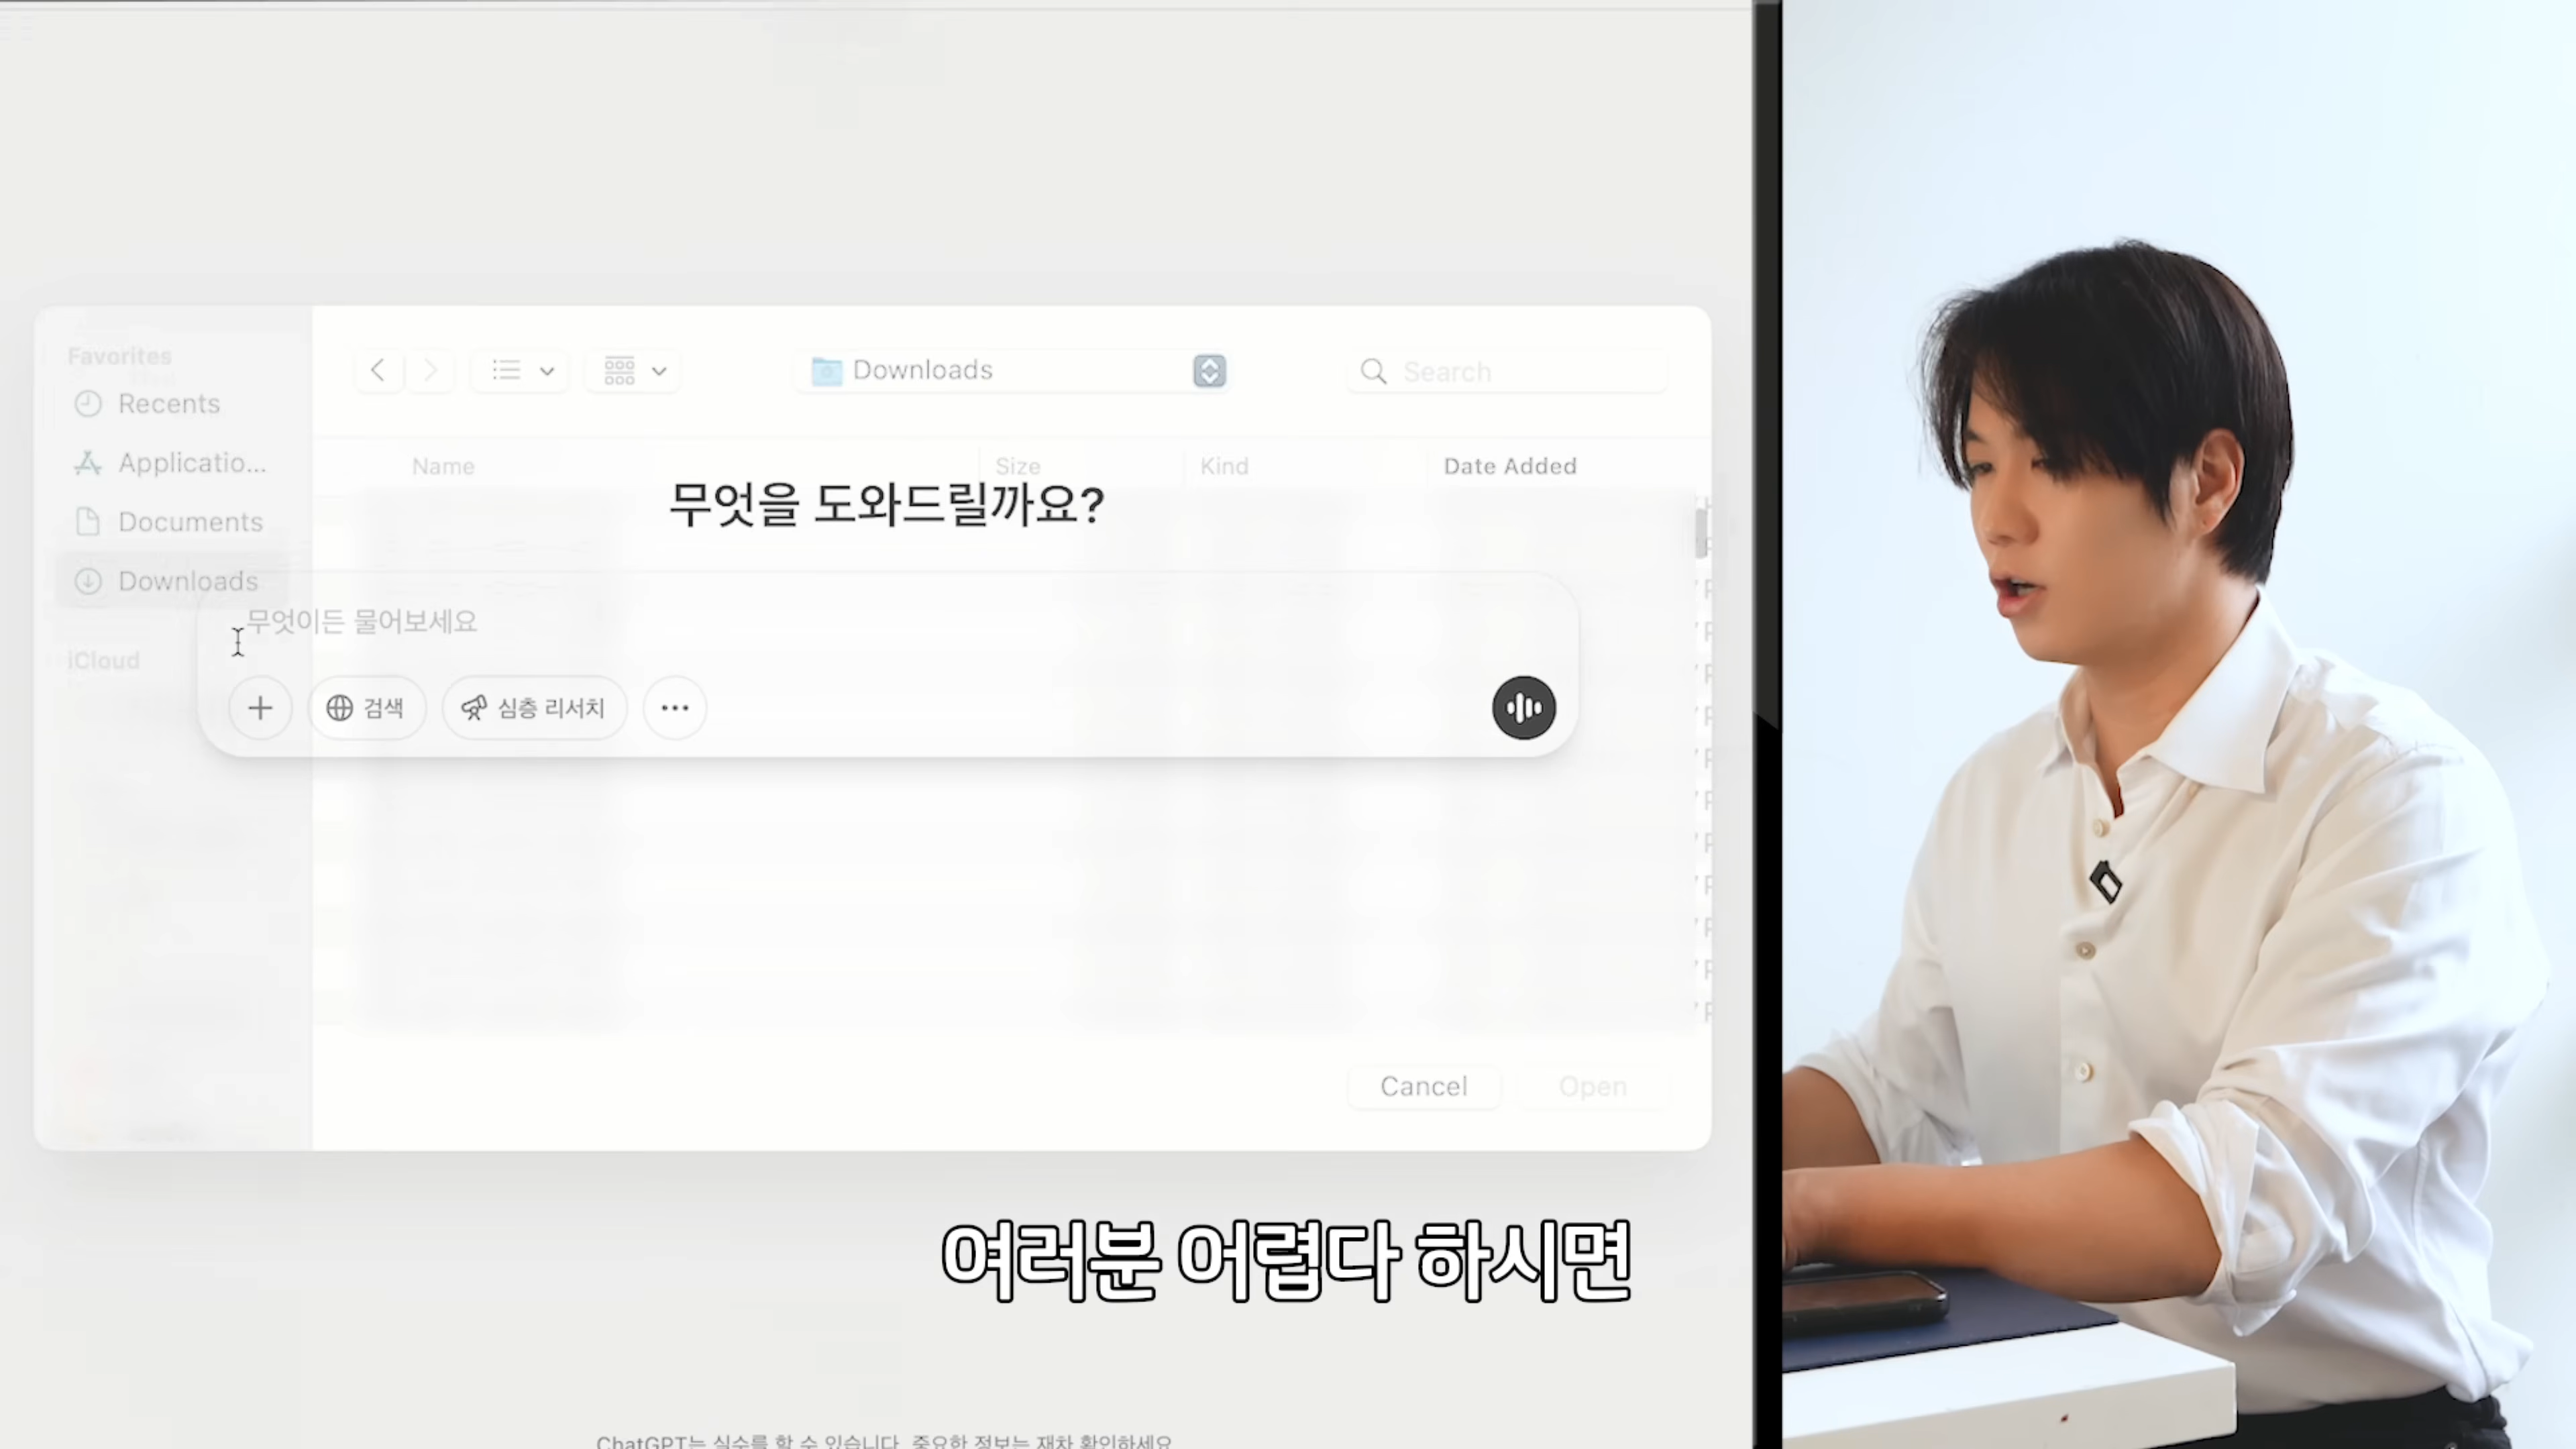 Favorites
Recents
Applicatio...
Documents
Downloads
iCloud
Downloads
Search
Name
Size
Kind
Date Added
무엇을 도와드릴까요?
무엇이든 물어보세요
검색
심층 리서치
Cancel
Open
여러분 어렵다 하시면
ChatGPT는 실수를 할 수 있습니다. 중요한 정보는 재차 확인하세요